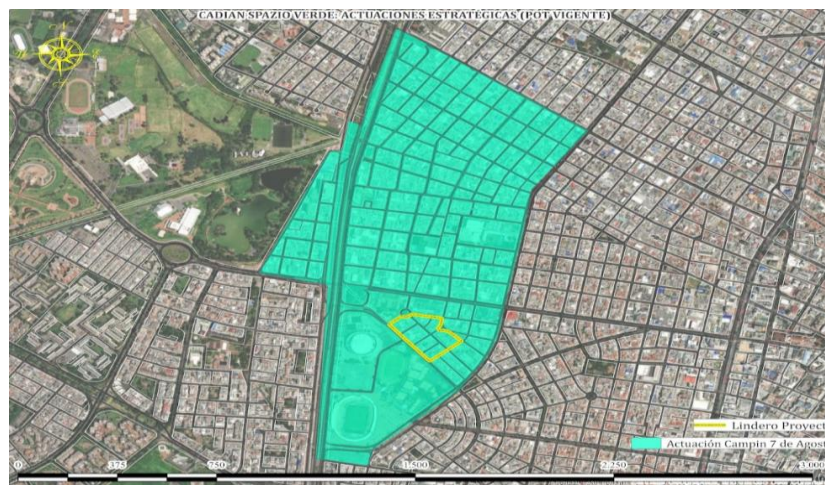 CADIAN SPAZIO VERDE: ACTUACIONES ESTRATÉGICAS (POT VIGENTE)
Lindero Proyect
Actuación Campin 7 de Agost
0 375 750 1.500 2.250 3.000